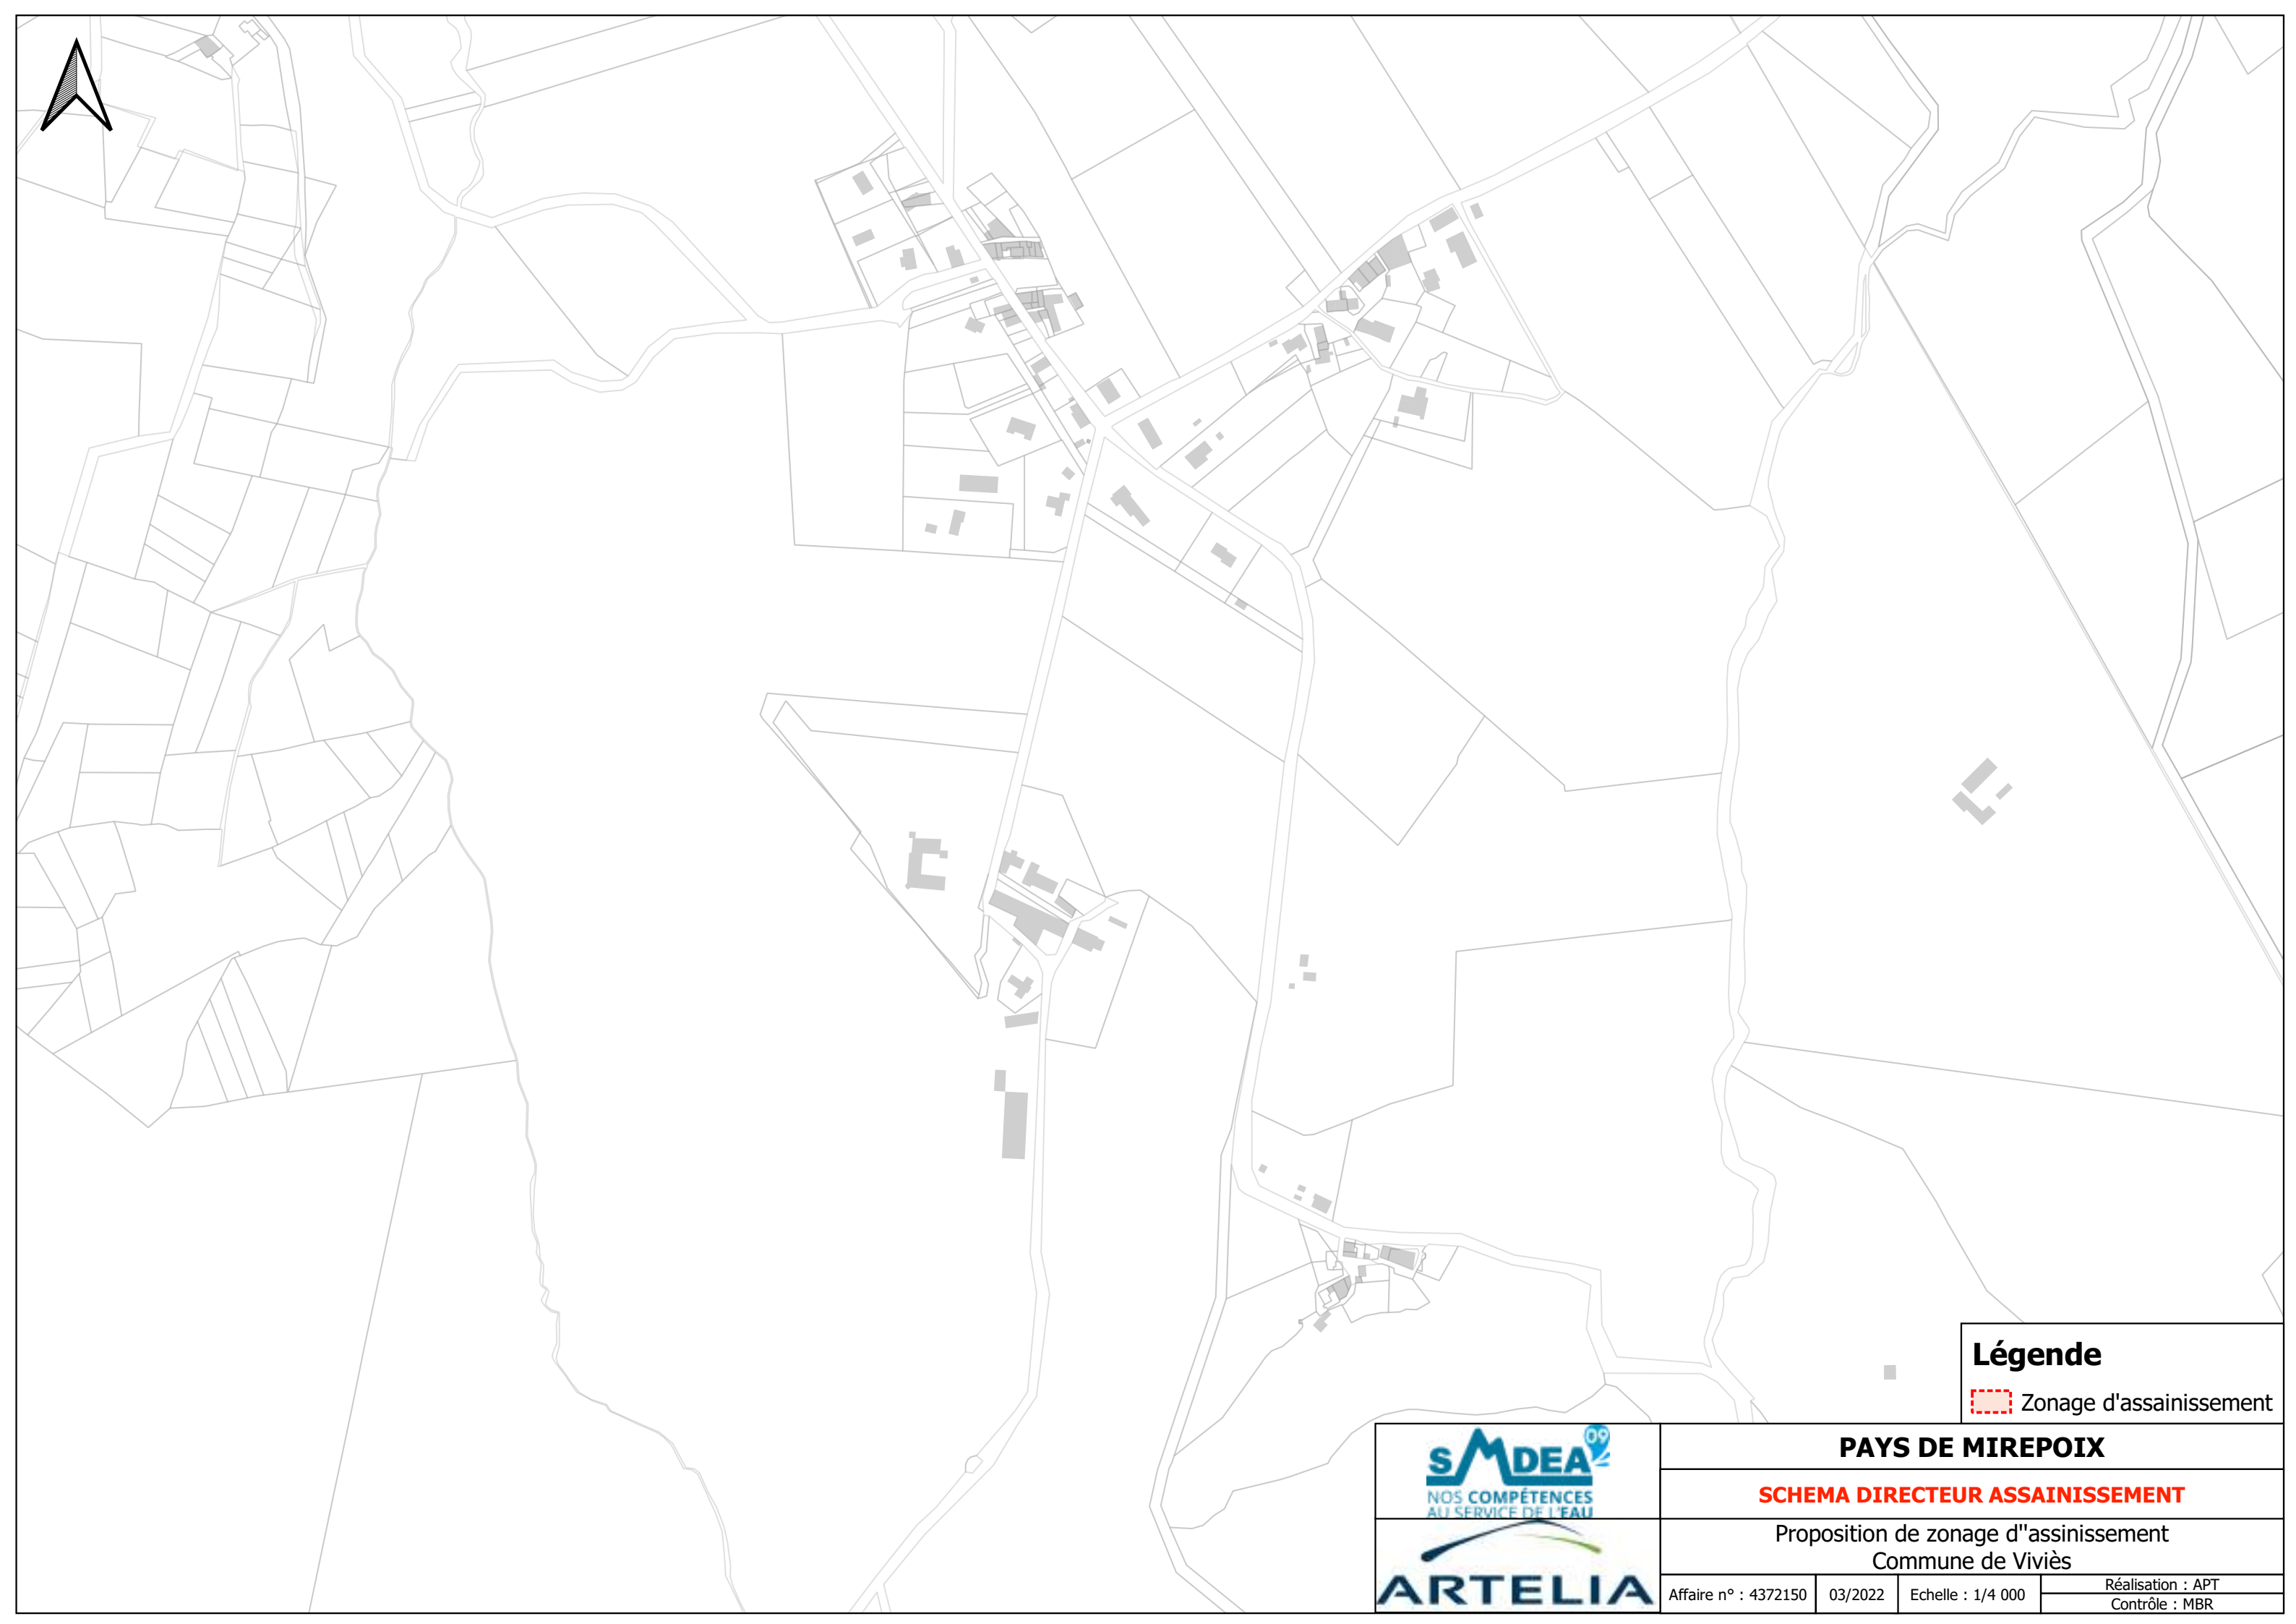 Légende
Zonage d'assainissement
SMDEA 09
NOS COMPÉTENCES
AU SERVICE DE L'EAU
PAYS DE MIREPOIX
SCHEMA DIRECTEUR ASSAINISSEMENT
Proposition de zonage d''assinissement
Commune de Viviès
ARTELIA
Affaire n° : 4372150
03/2022
Echelle : 1/4 000
Réalisation : APT
Contrôle : MBR